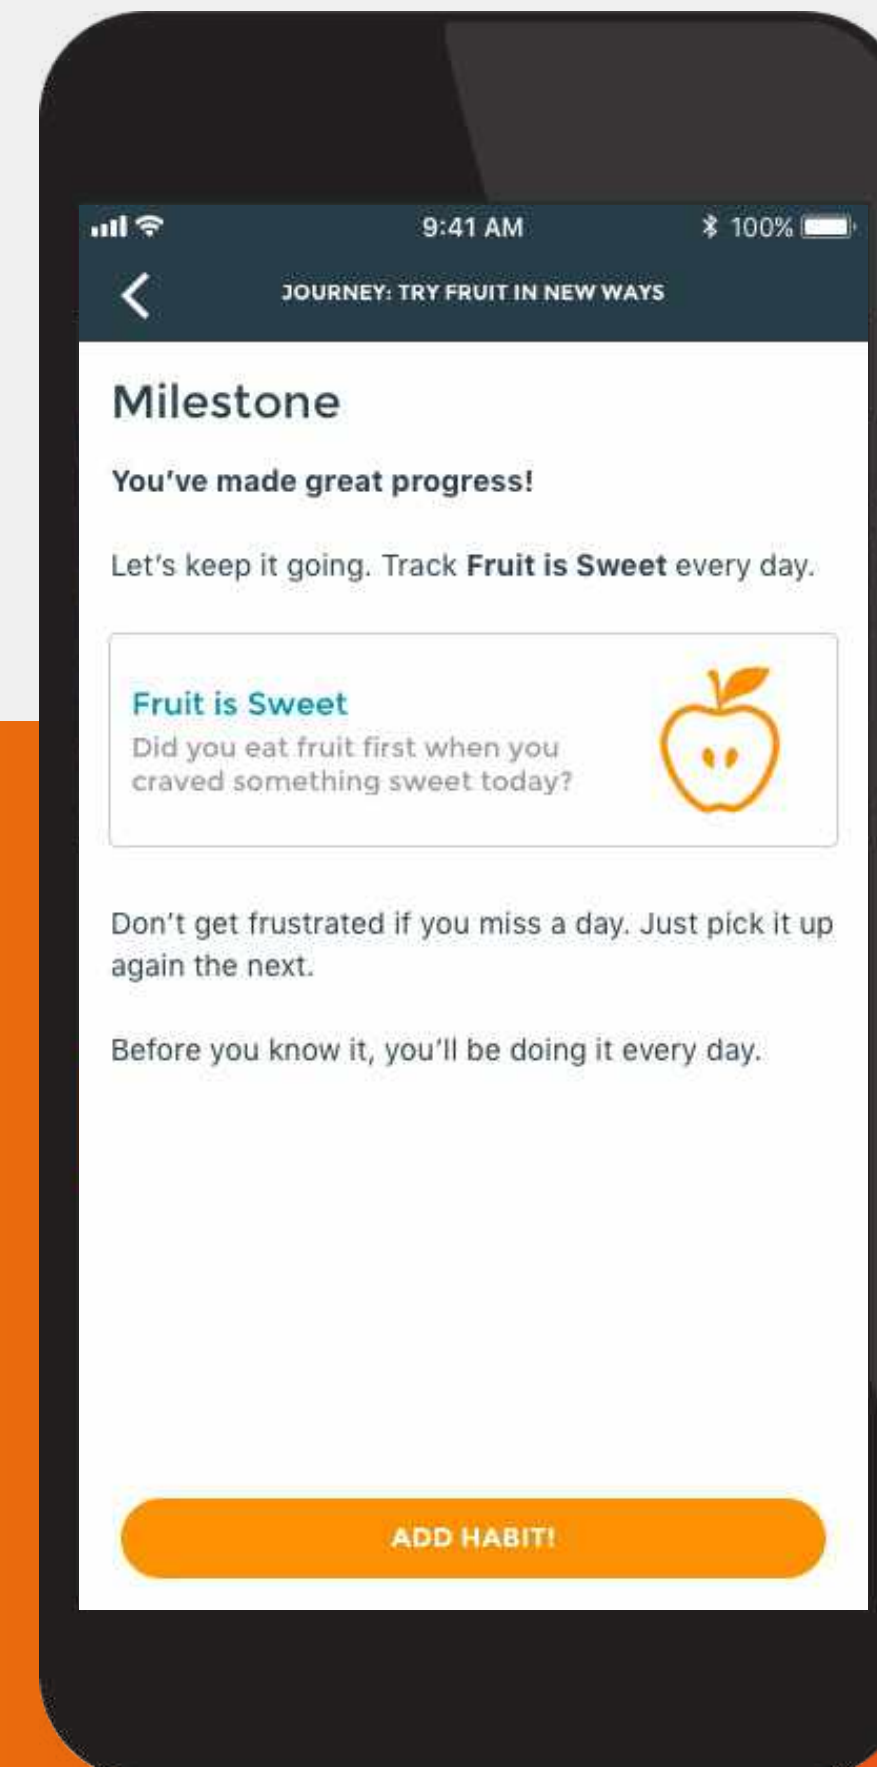 9:41 AM
100%
JOURNEY: TRY FRUIT IN NEW WAYS
Milestone
You've made great progress!
Let's keep it going. Track Fruit is Sweet every day.
Fruit is Sweet
Did you eat fruit first when you
craved something sweet today?
Don't get frustrated if you miss a day. Just pick it up
again the next.
Before you know it, you'll be doing it every day.
ADD HABIT!